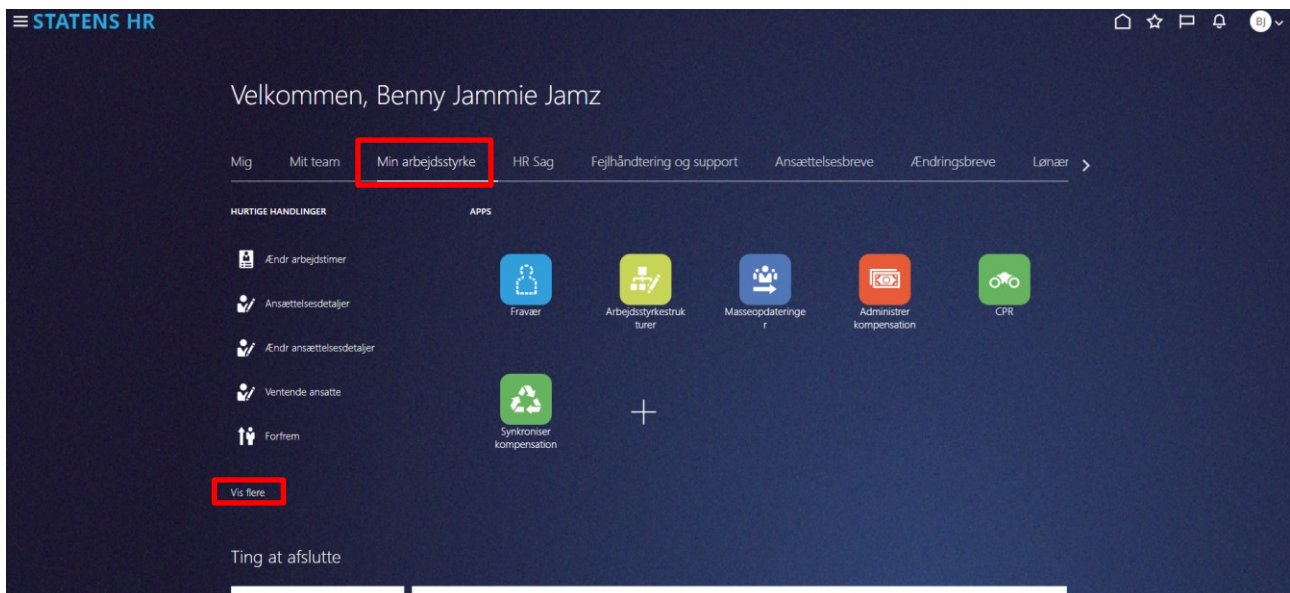 STATENS HR
BJ
Velkommen, Benny Jammie Jamz
Mig Mit team Min arbejdsstyrke HR Sag Fejlhåndtering og support Ansættelsesbreve Ændringsbreve Lønær
HURTIGE HANDLINGER
APPS
Ændr arbejdstimer
Ansættelsesdetaljer
Ændr ansættelsesdetaljer
Ventende ansatte
Forfrem
Vis flere
Fravær
Arbejdsstyrkestruk
turer
Masseopdateringe
r
Administrer
kompensation
CPR
Synkroniser
kompensation
Ting at afslutte